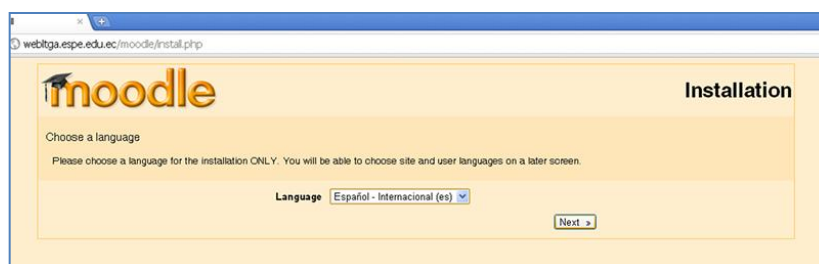 webltga.espe.edu.ec/moodle/install.php
moodle
Installation
Choose a language
Please choose a language for the installation ONLY. You will be able to choose site and user languages on a later screen.
Language Español - Internacional (es)
Next »